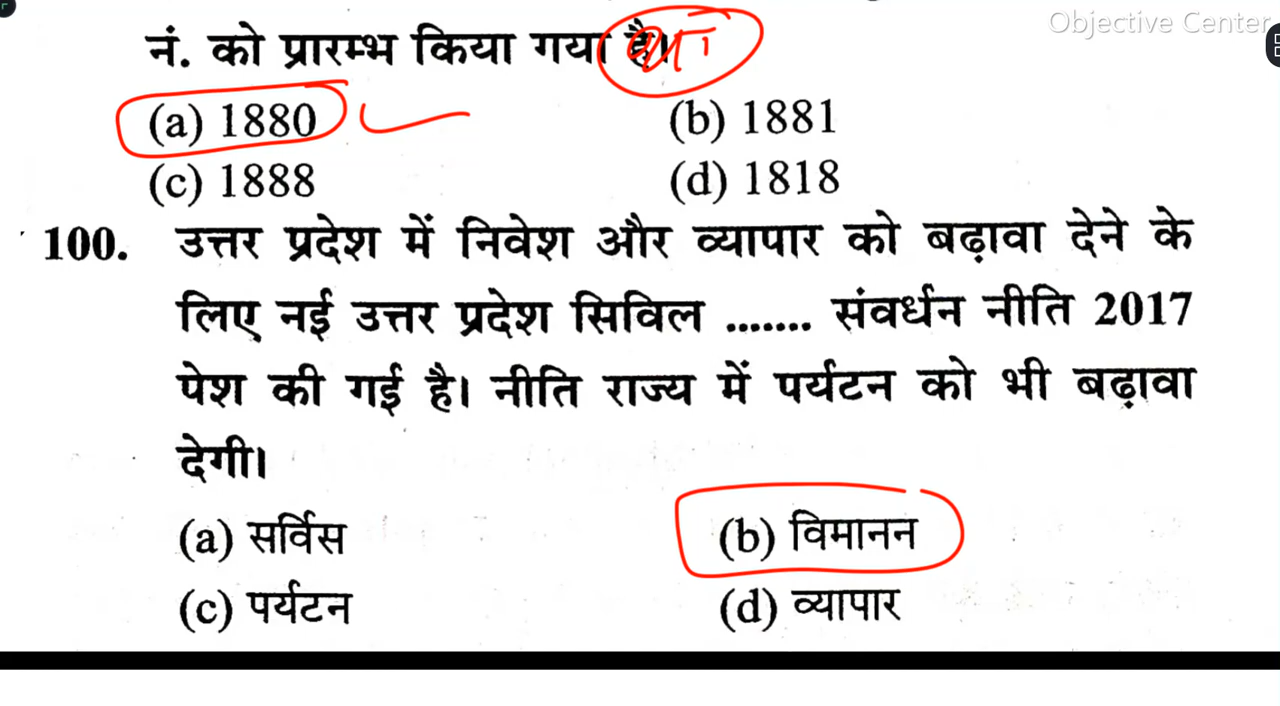 Objective Center
नं. को प्रारम्भ किया गया है।
(a) 1880 (b) 1881
(c) 1888 (d) 1818
100. उत्तर प्रदेश में निवेश और व्यापार को बढ़ावा देने के
लिए नई उत्तर प्रदेश सिविल ....... संवर्धन नीति 2017
पेश की गई है। नीति राज्य में पर्यटन को भी बढ़ावा
देगी।
(a) सर्विस (b) विमानन
(c) पर्यटन (d) व्यापार